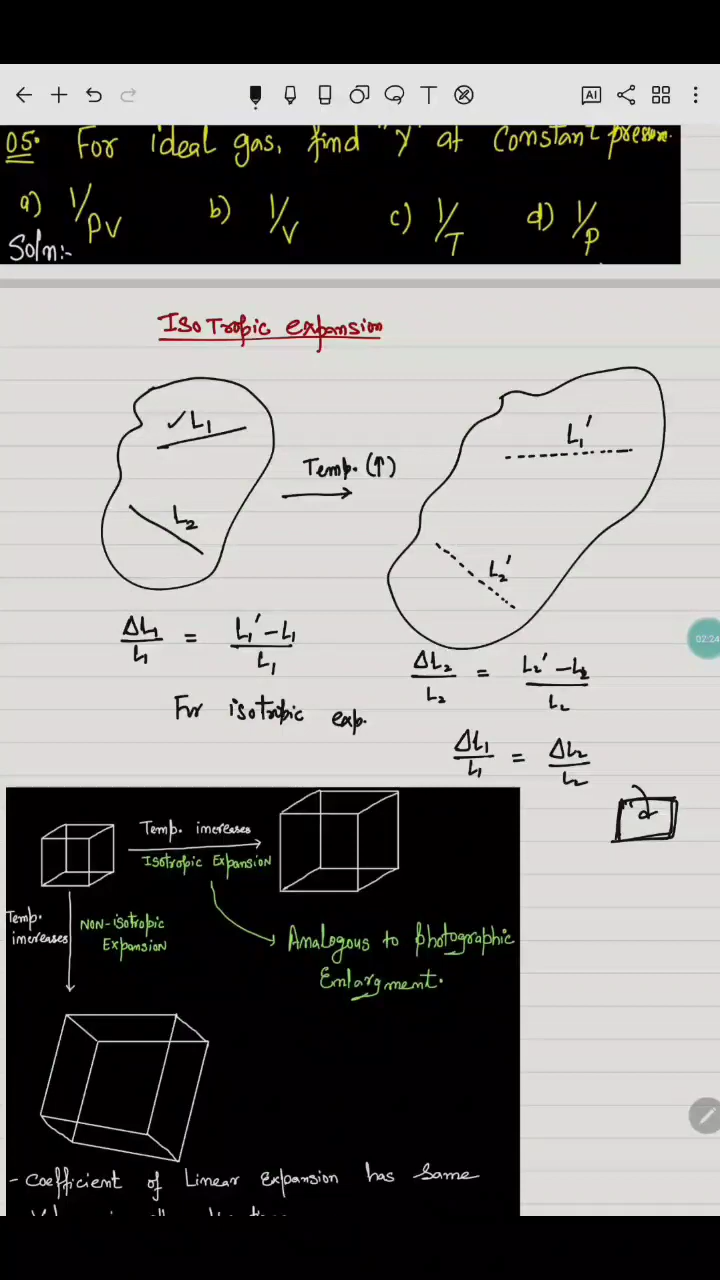 AI
05. For ideal gas, find "γ" at constant pressure.
a) 1/PV b) 1/V c) 1/T d) 1/P
Soln:-
Isotropic expansion
✓L₁
L₂
Temp. (↑)
L₁'
L₂'
ΔL₁/L₁ = L₁' - L₁/L₁
ΔL₂/L₂ = L₂' - L₂/L₂
For isotropic exp.
ΔL₁/L₁ = ΔL₂/L₂
α
02:24
Temp. increases
Isotropic Expansion
Temp. increases
Non-isotropic Expansion
Analogous to photographic
Enlargment.
- Coefficient of Linear expansion has same